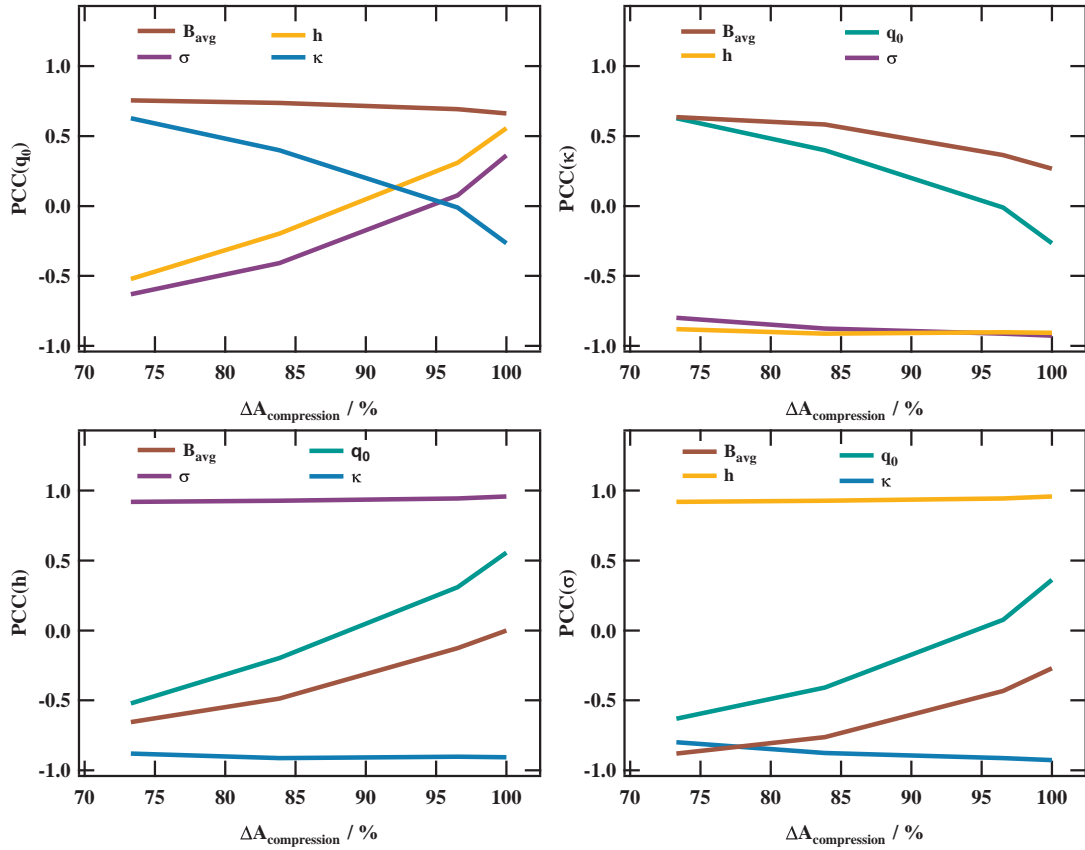 B_avg h
σ κ
PCC(q_0)
1.0
0.5
0.0
-0.5
-1.0
70 75 80 85 90 95 100
ΔA_compression / %
B_avg q_0
h σ
PCC(κ)
1.0
0.5
0.0
-0.5
-1.0
70 75 80 85 90 95 100
ΔA_compression / %
B_avg q_0
σ κ
PCC(h)
1.0
0.5
0.0
-0.5
-1.0
70 75 80 85 90 95 100
ΔA_compression / %
B_avg q_0
h κ
PCC(σ)
1.0
0.5
0.0
-0.5
-1.0
70 75 80 85 90 95 100
ΔA_compression / %